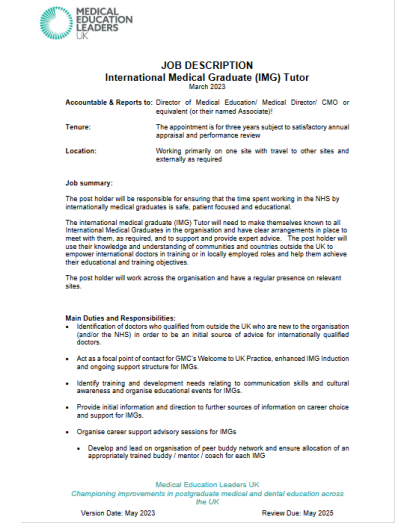 MEDICAL
EDUCATION
LEADERS
UK
JOB DESCRIPTION
International Medical Graduate (IMG) Tutor
March 2023
Accountable & Reports to: Director of Medical Education/ Medical Director/ CMO or
equivalent (or their named Associate)!
Tenure: The appointment is for three years subject to satisfactory annual
appraisal and performance review
Location: Working primarily on one site with travel to other sites and
externally as required
Job summary:
The post holder will be responsible for ensuring that the time spent working in the NHS by
internationally medical graduates is safe, patient focused and educational.
The international medical graduate (IMG) Tutor will need to make themselves known to all
International Medical Graduates in the organisation and have clear arrangements in place to
meet with them, as required, and to support and provide expert advice. The post holder will
use their knowledge and understanding of communities and countries outside the UK to
empower international doctors in training or in locally employed roles and help them achieve
their educational and training objectives.
The post holder will work across the organisation and have a regular presence on relevant
sites.
Main Duties and Responsibilities:
• Identification of doctors who qualified from outside the UK who are new to the organisation
(and/or the NHS) in order to be an initial source of advice for internationally qualified
doctors.
• Act as a focal point of contact for GMC's Welcome to UK Practice, enhanced IMG Induction
and ongoing support structure for IMGs.
• Identify training and development needs relating to communication skills and cultural
awareness and organise educational events for IMGs.
• Provide initial information and direction to further sources of information on career choice
and support for IMGs.
• Organise career support advisory sessions for IMGs
• Develop and lead on organisation of peer buddy network and ensure allocation of an
appropriately trained buddy / mentor / coach for each IMG
Medical Education Leaders UK
Championing improvements in postgraduate medical and dental education across
the UK
Version Date: May 2023 Review Due: May 2025